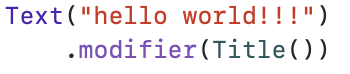 Text("hello world!!!")
    .modifier(Title())